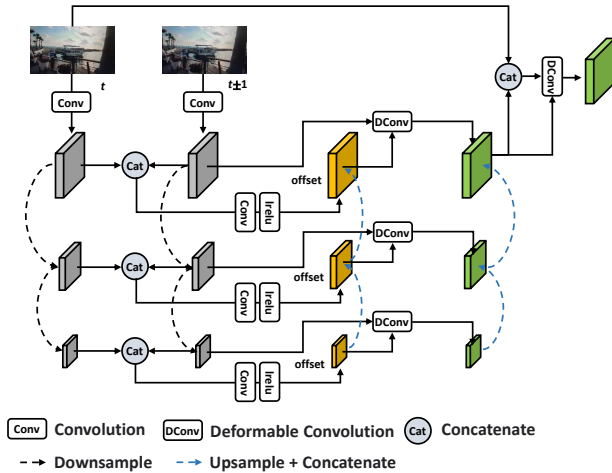 t
t±1
Conv
Conv
Cat
DConv
DConv
Cat
offset
Conv
lrelu
DConv
Cat
offset
Conv
lrelu
DConv
Cat
offset
Conv
lrelu
Conv Convolution DConv Deformable Convolution Cat Concatenate
Downsample Upsample + Concatenate